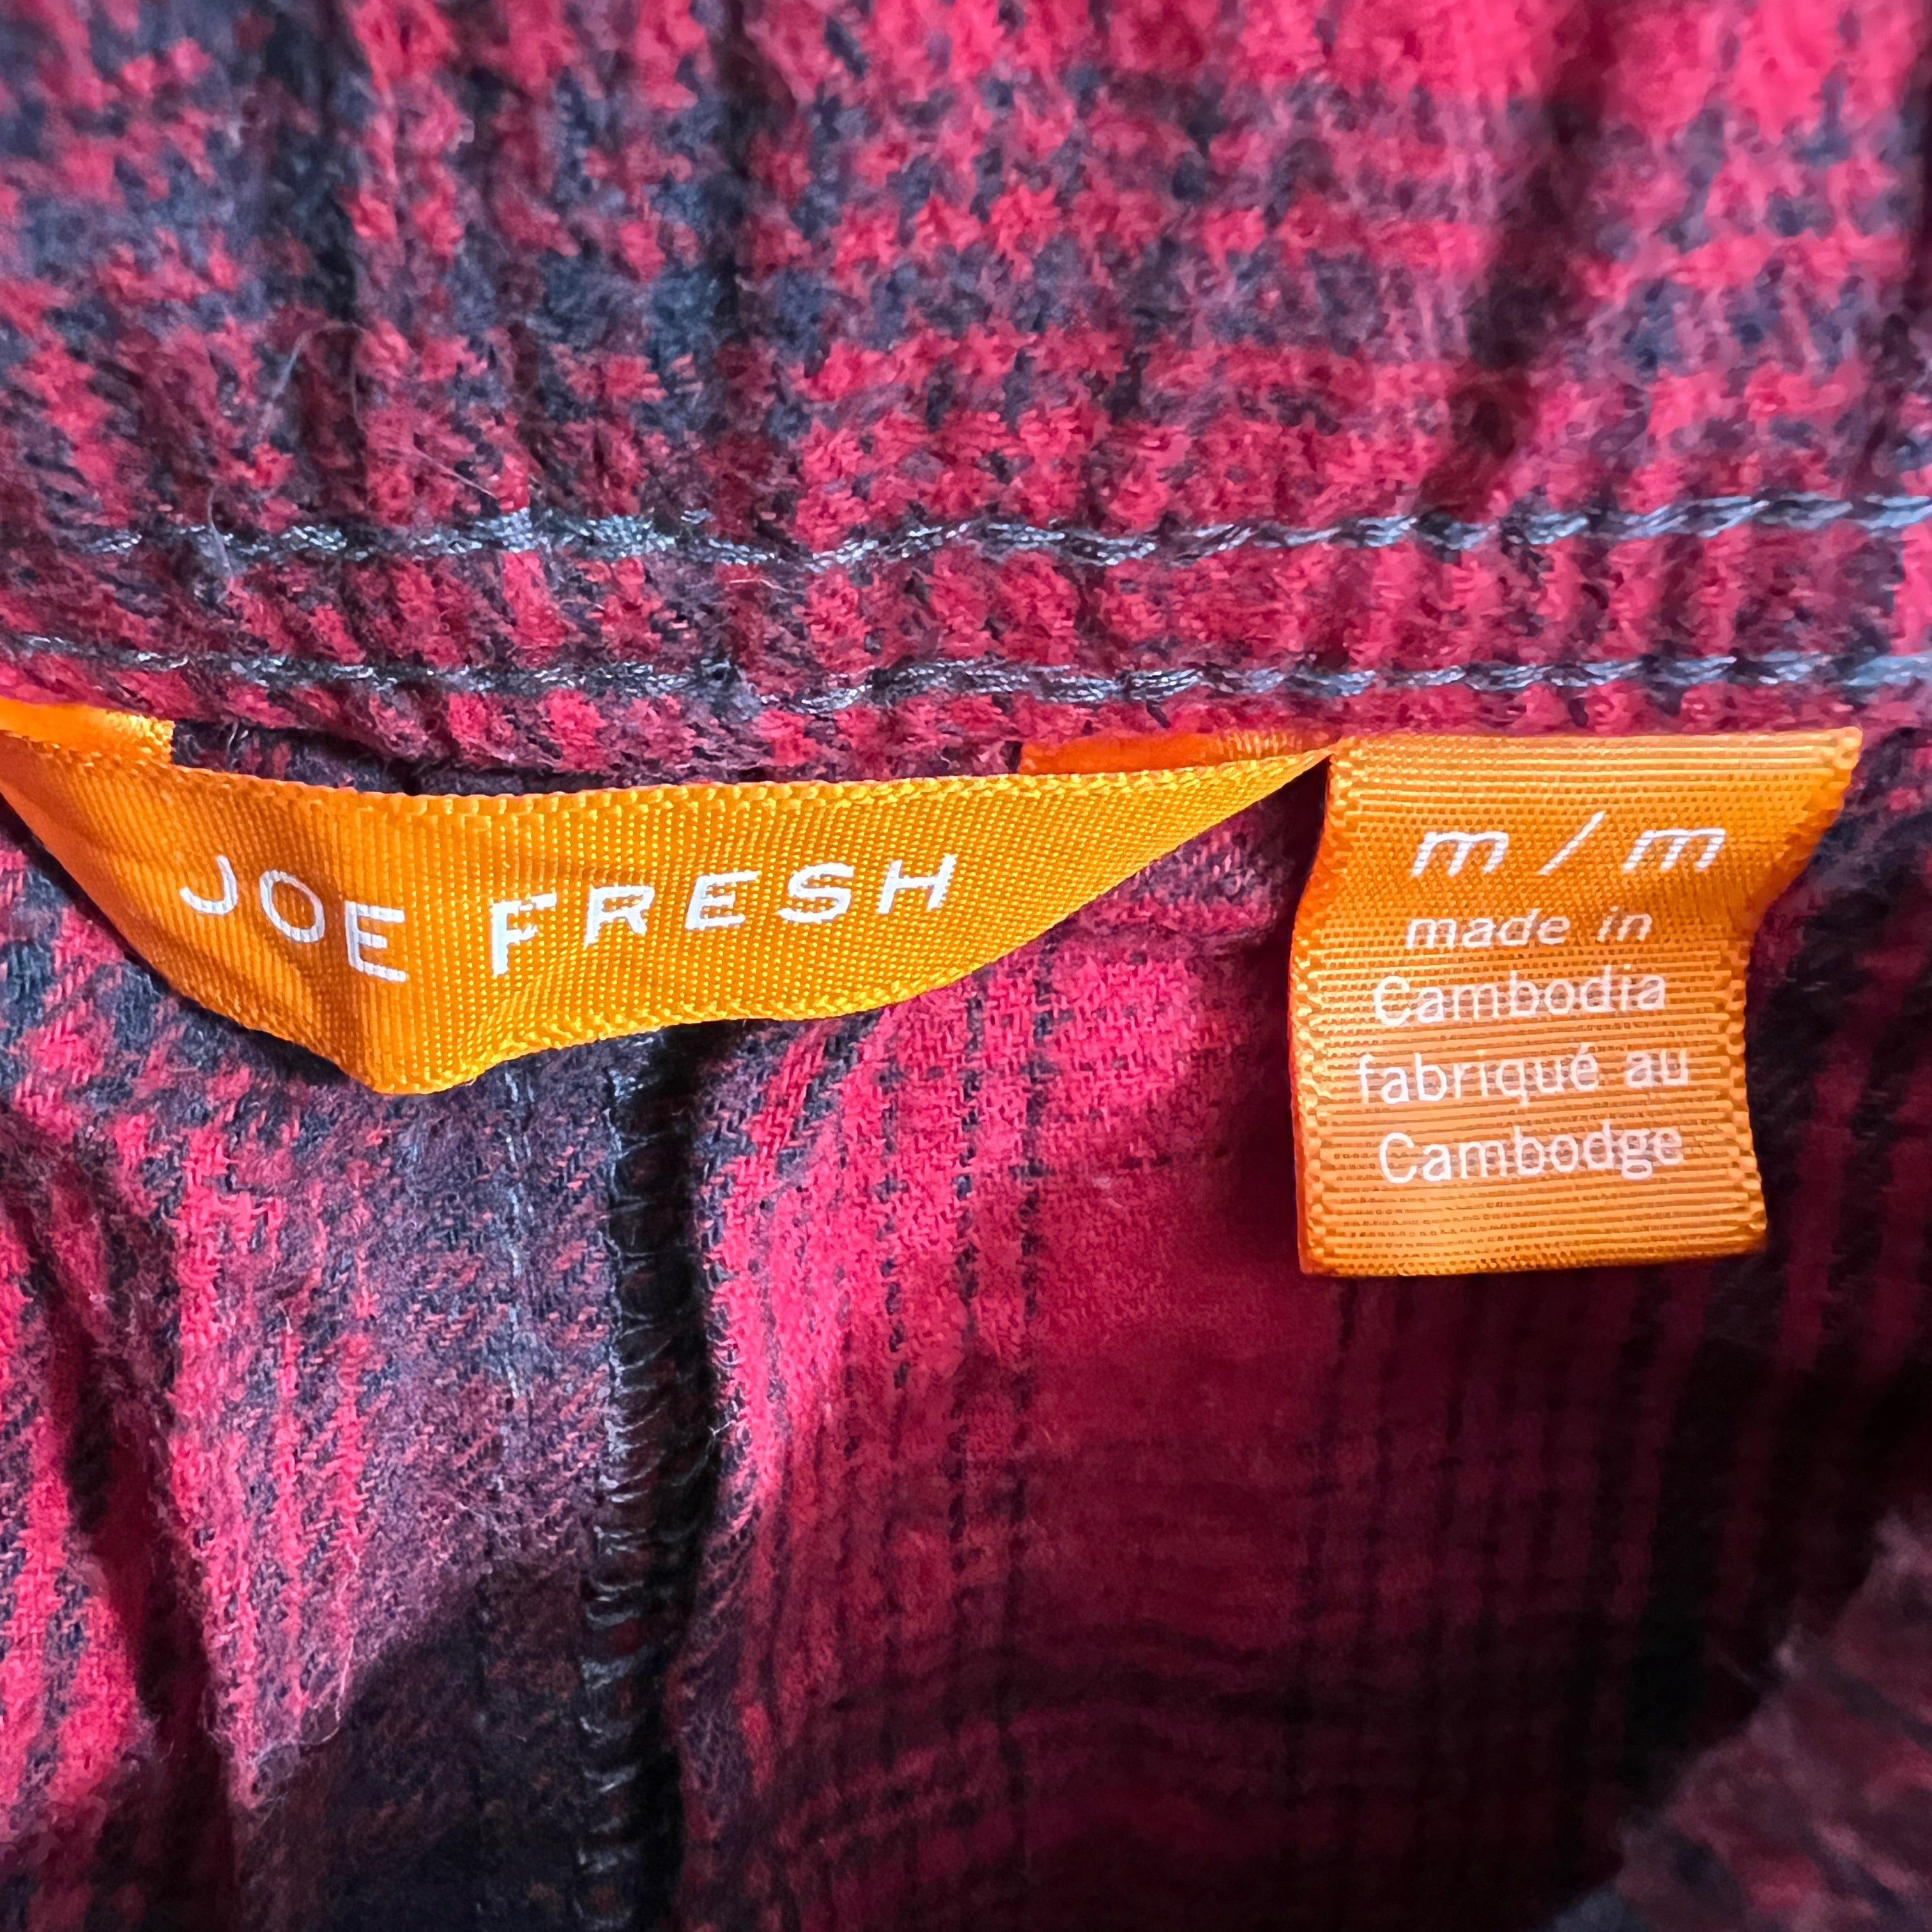 JOE FRESH
m / m
made in
Cambodia
fabriqué au
Cambodge